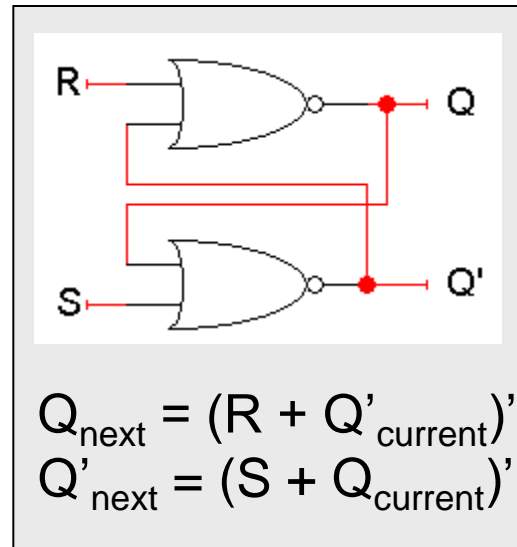 R
Q
S
Q'
Qnext = (R + Q’current)’
Q’next = (S + Qcurrent)’